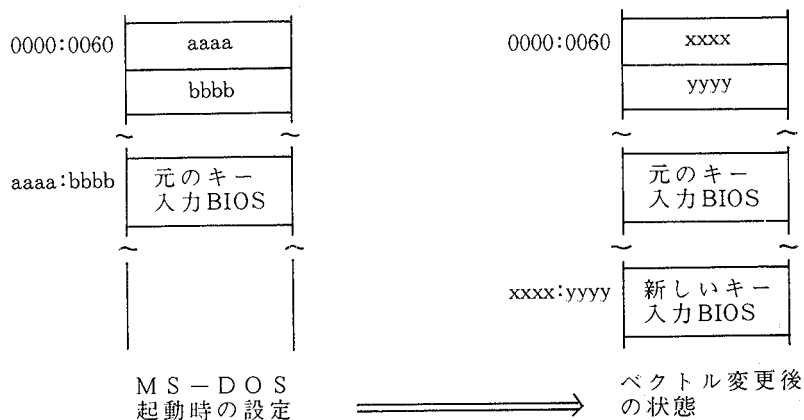 0000:0060
aaaa
bbbb
aaaa:bbbb
元のキー
入力BIOS
MS－DOS
起動時の設定
0000:0060
xxxx
yyyy
元のキー
入力BIOS
xxxx:yyyy
新しいキー
入力BIOS
ベクトル変更後
の状態